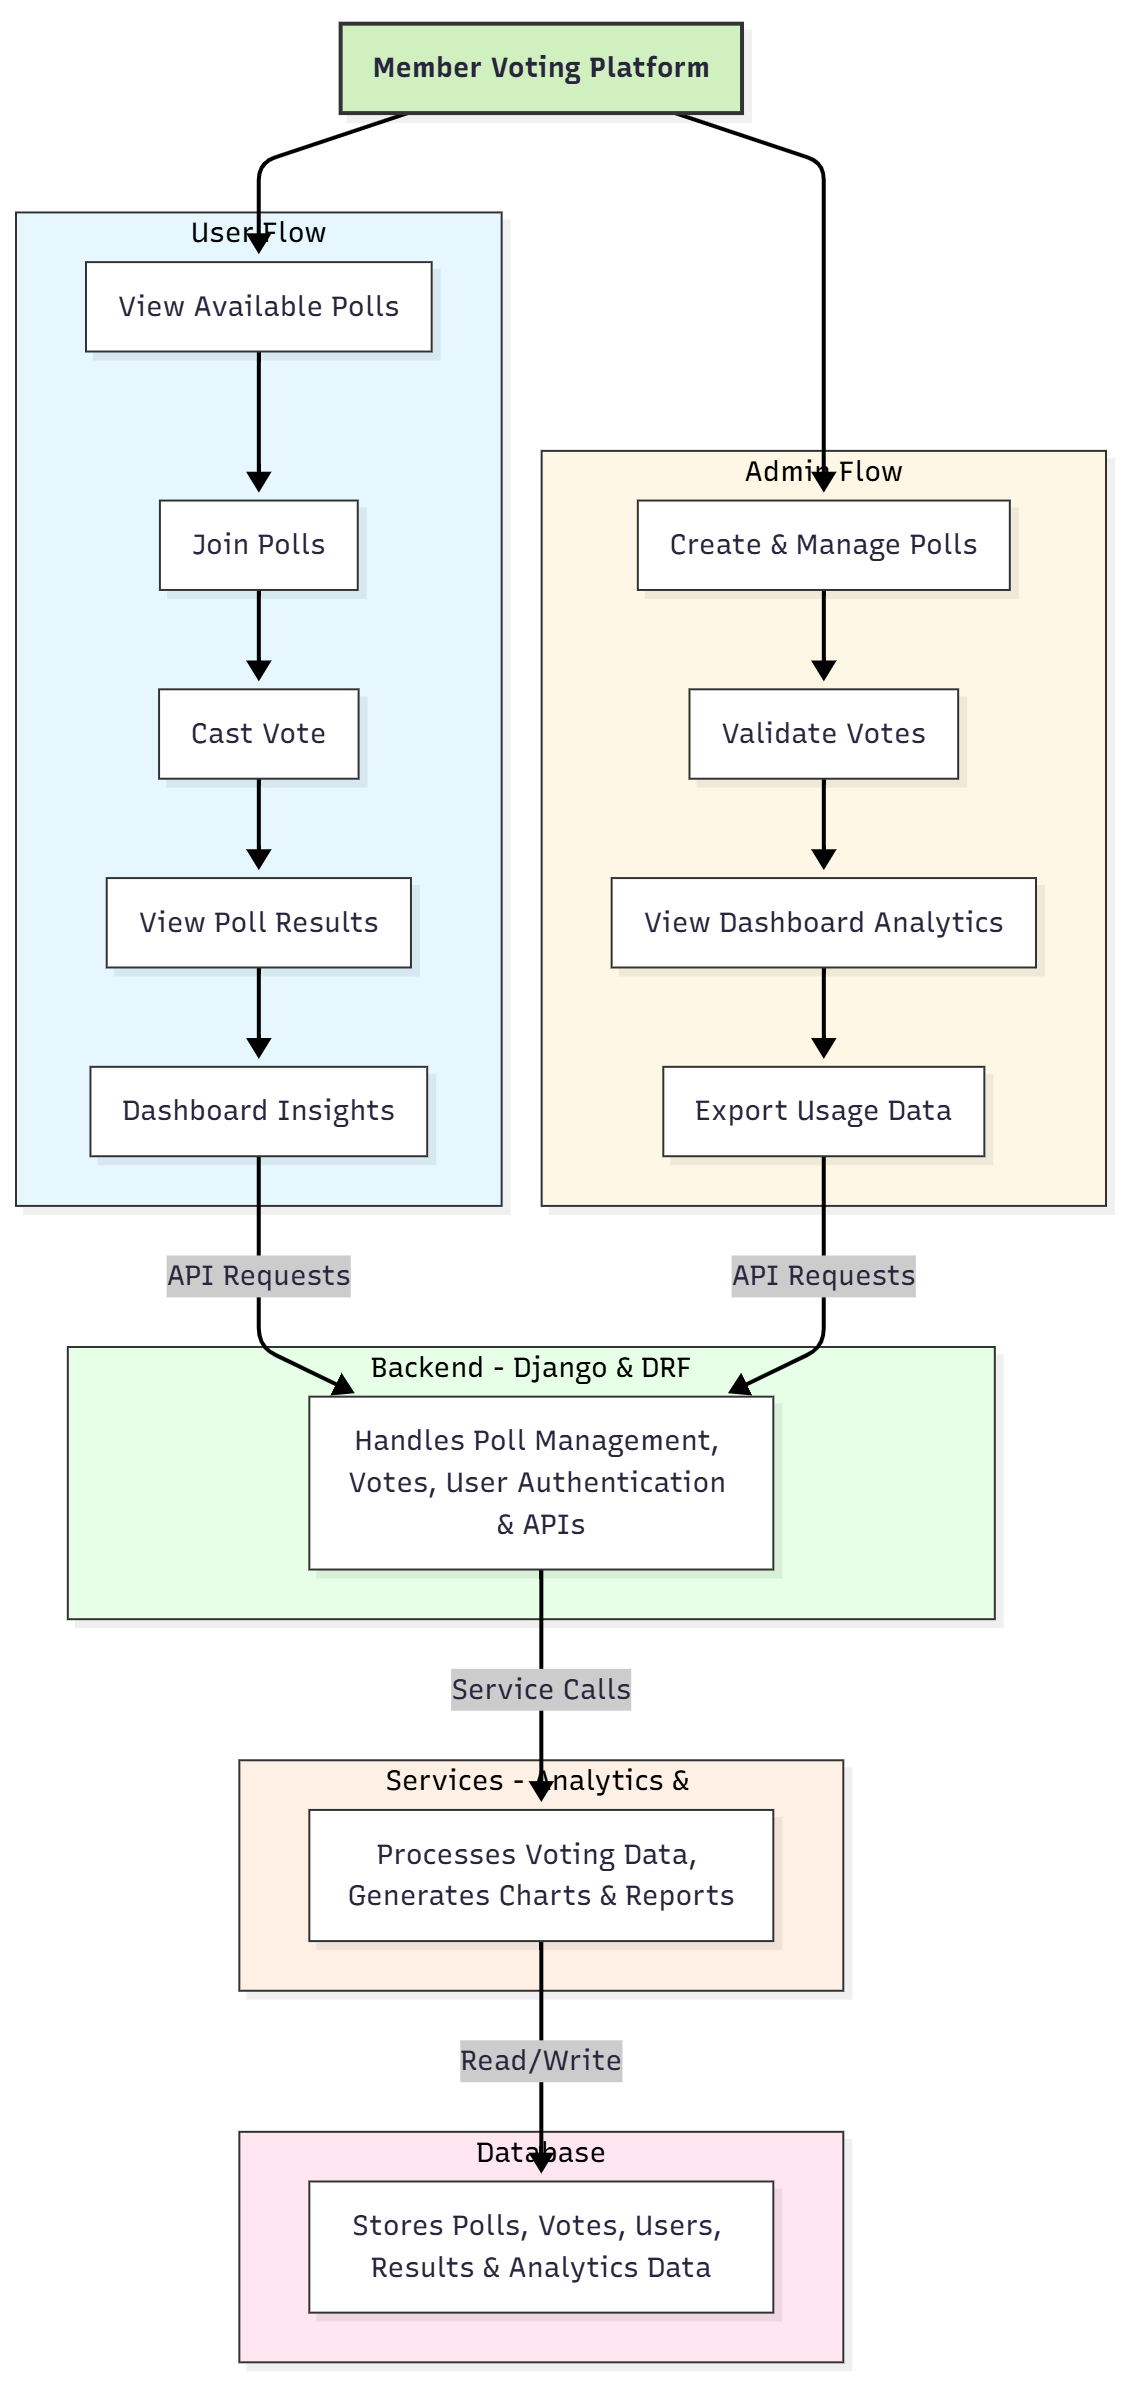 Member Voting Platform
User Flow
View Available Polls
Join Polls
Cast Vote
View Poll Results
Dashboard Insights
Admin Flow
Create & Manage Polls
Validate Votes
View Dashboard Analytics
Export Usage Data
API Requests
API Requests
Backend - Django & DRF
Handles Poll Management,
Votes, User Authentication
& APIs
Service Calls
Services - Analytics &
Processes Voting Data,
Generates Charts & Reports
Read/Write
Database
Stores Polls, Votes, Users,
Results & Analytics Data